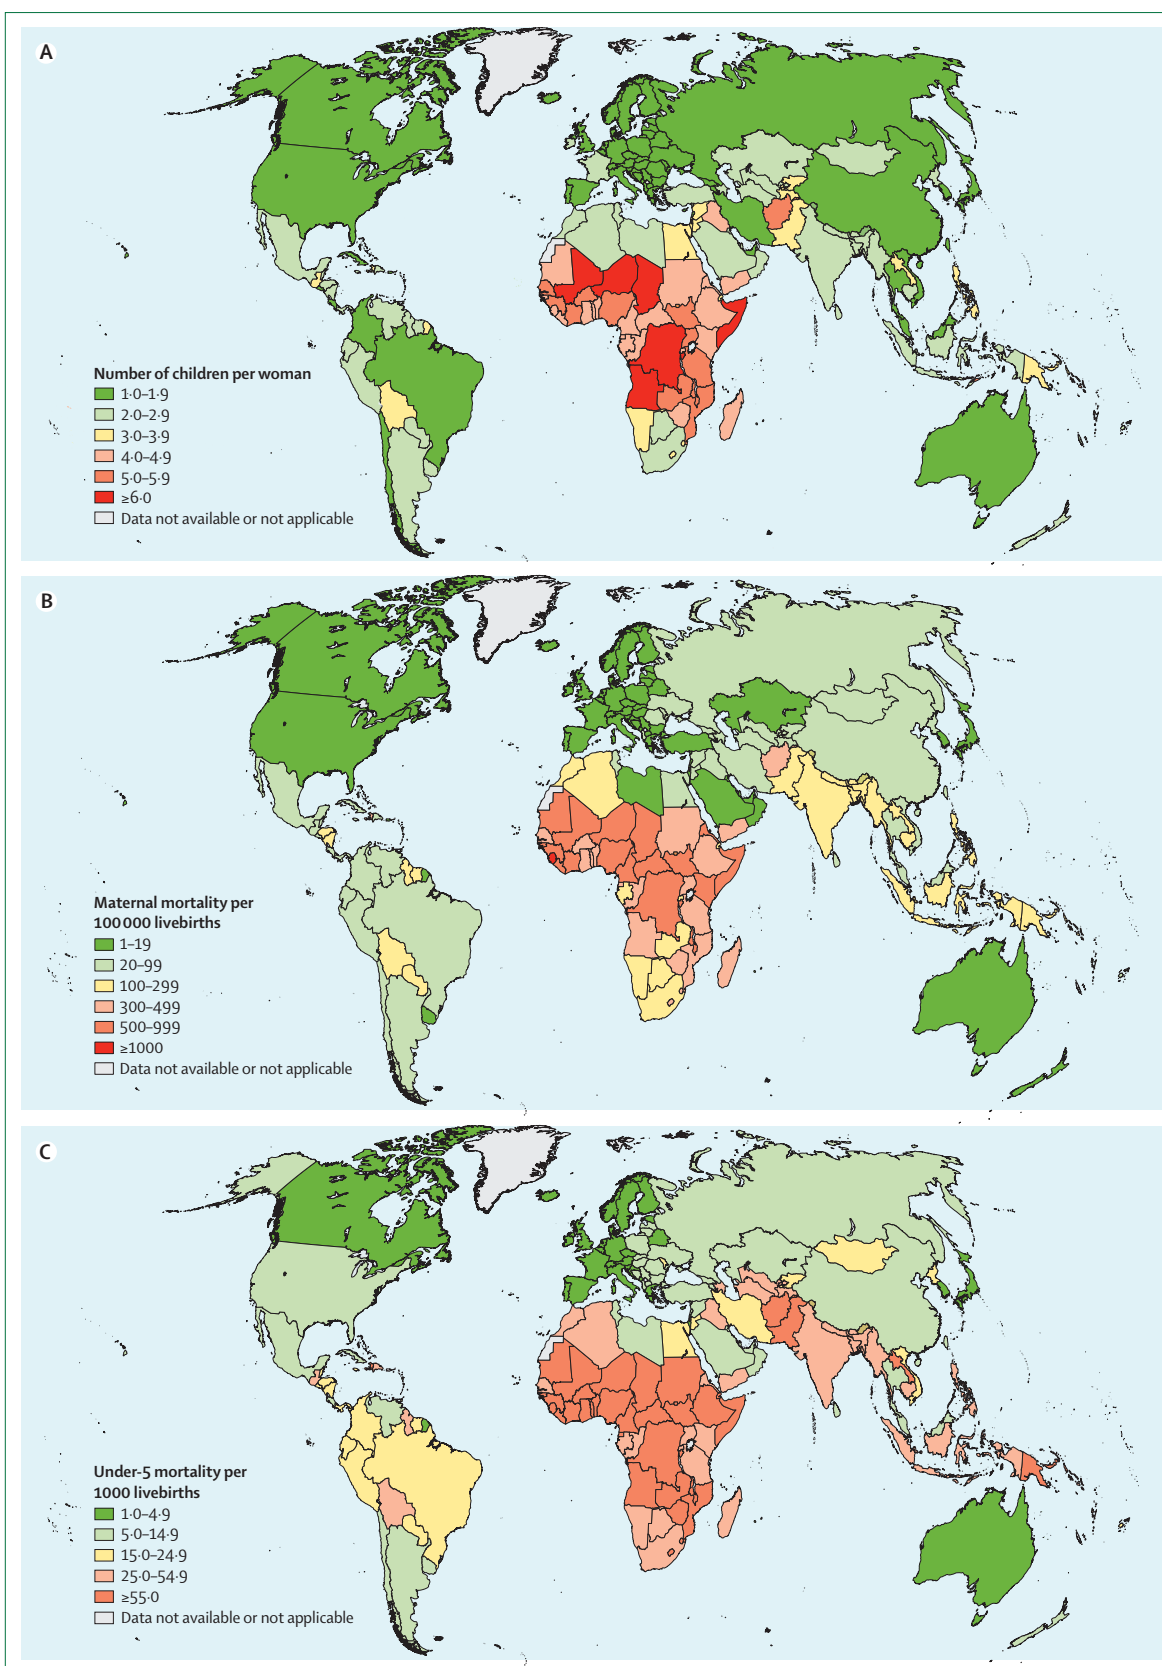 A
Number of children per woman
1·0–1·9
2·0–2·9
3·0–3·9
4·0–4·9
5·0–5·9
≥6·0
Data not available or not applicable
B
Maternal mortality per
100 000 livebirths
1–19
20–99
100–299
300–499
500–999
≥1000
Data not available or not applicable
C
Under-5 mortality per
1000 livebirths
1·0–4·9
5·0–14·9
15·0–24·9
25·0–54·9
≥55·0
Data not available or not applicable